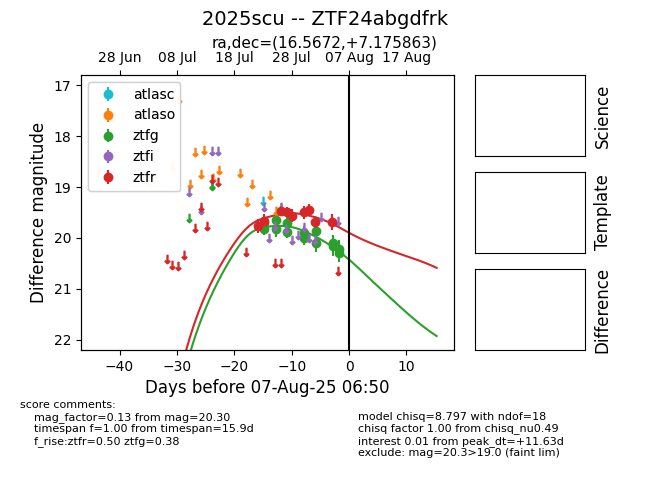 2025scu -- ZTF24abgdfrk
ra,dec=(16.5672,+7.175863)
28 Jun 08 Jul 18 Jul 28 Jul 07 Aug 17 Aug
17
18
19
20
21
22
Difference magnitude
atlasc
atlaso
ztfg
ztfi
ztfr
−40 −30 −20 −10 0 10
Days before 07-Aug-25 06:50
Science
Template
Difference
score comments:
mag_factor=0.13 from mag=20.30
timespan f=1.00 from timespan=15.9d
f_rise:ztfr=0.50 ztfg=0.38
model chisq=8.797 with ndof=18
chisq factor 1.00 from chisq_nu0.49
interest 0.01 from peak_dt=+11.63d
exclude: mag=20.3>19.0 (faint lim)